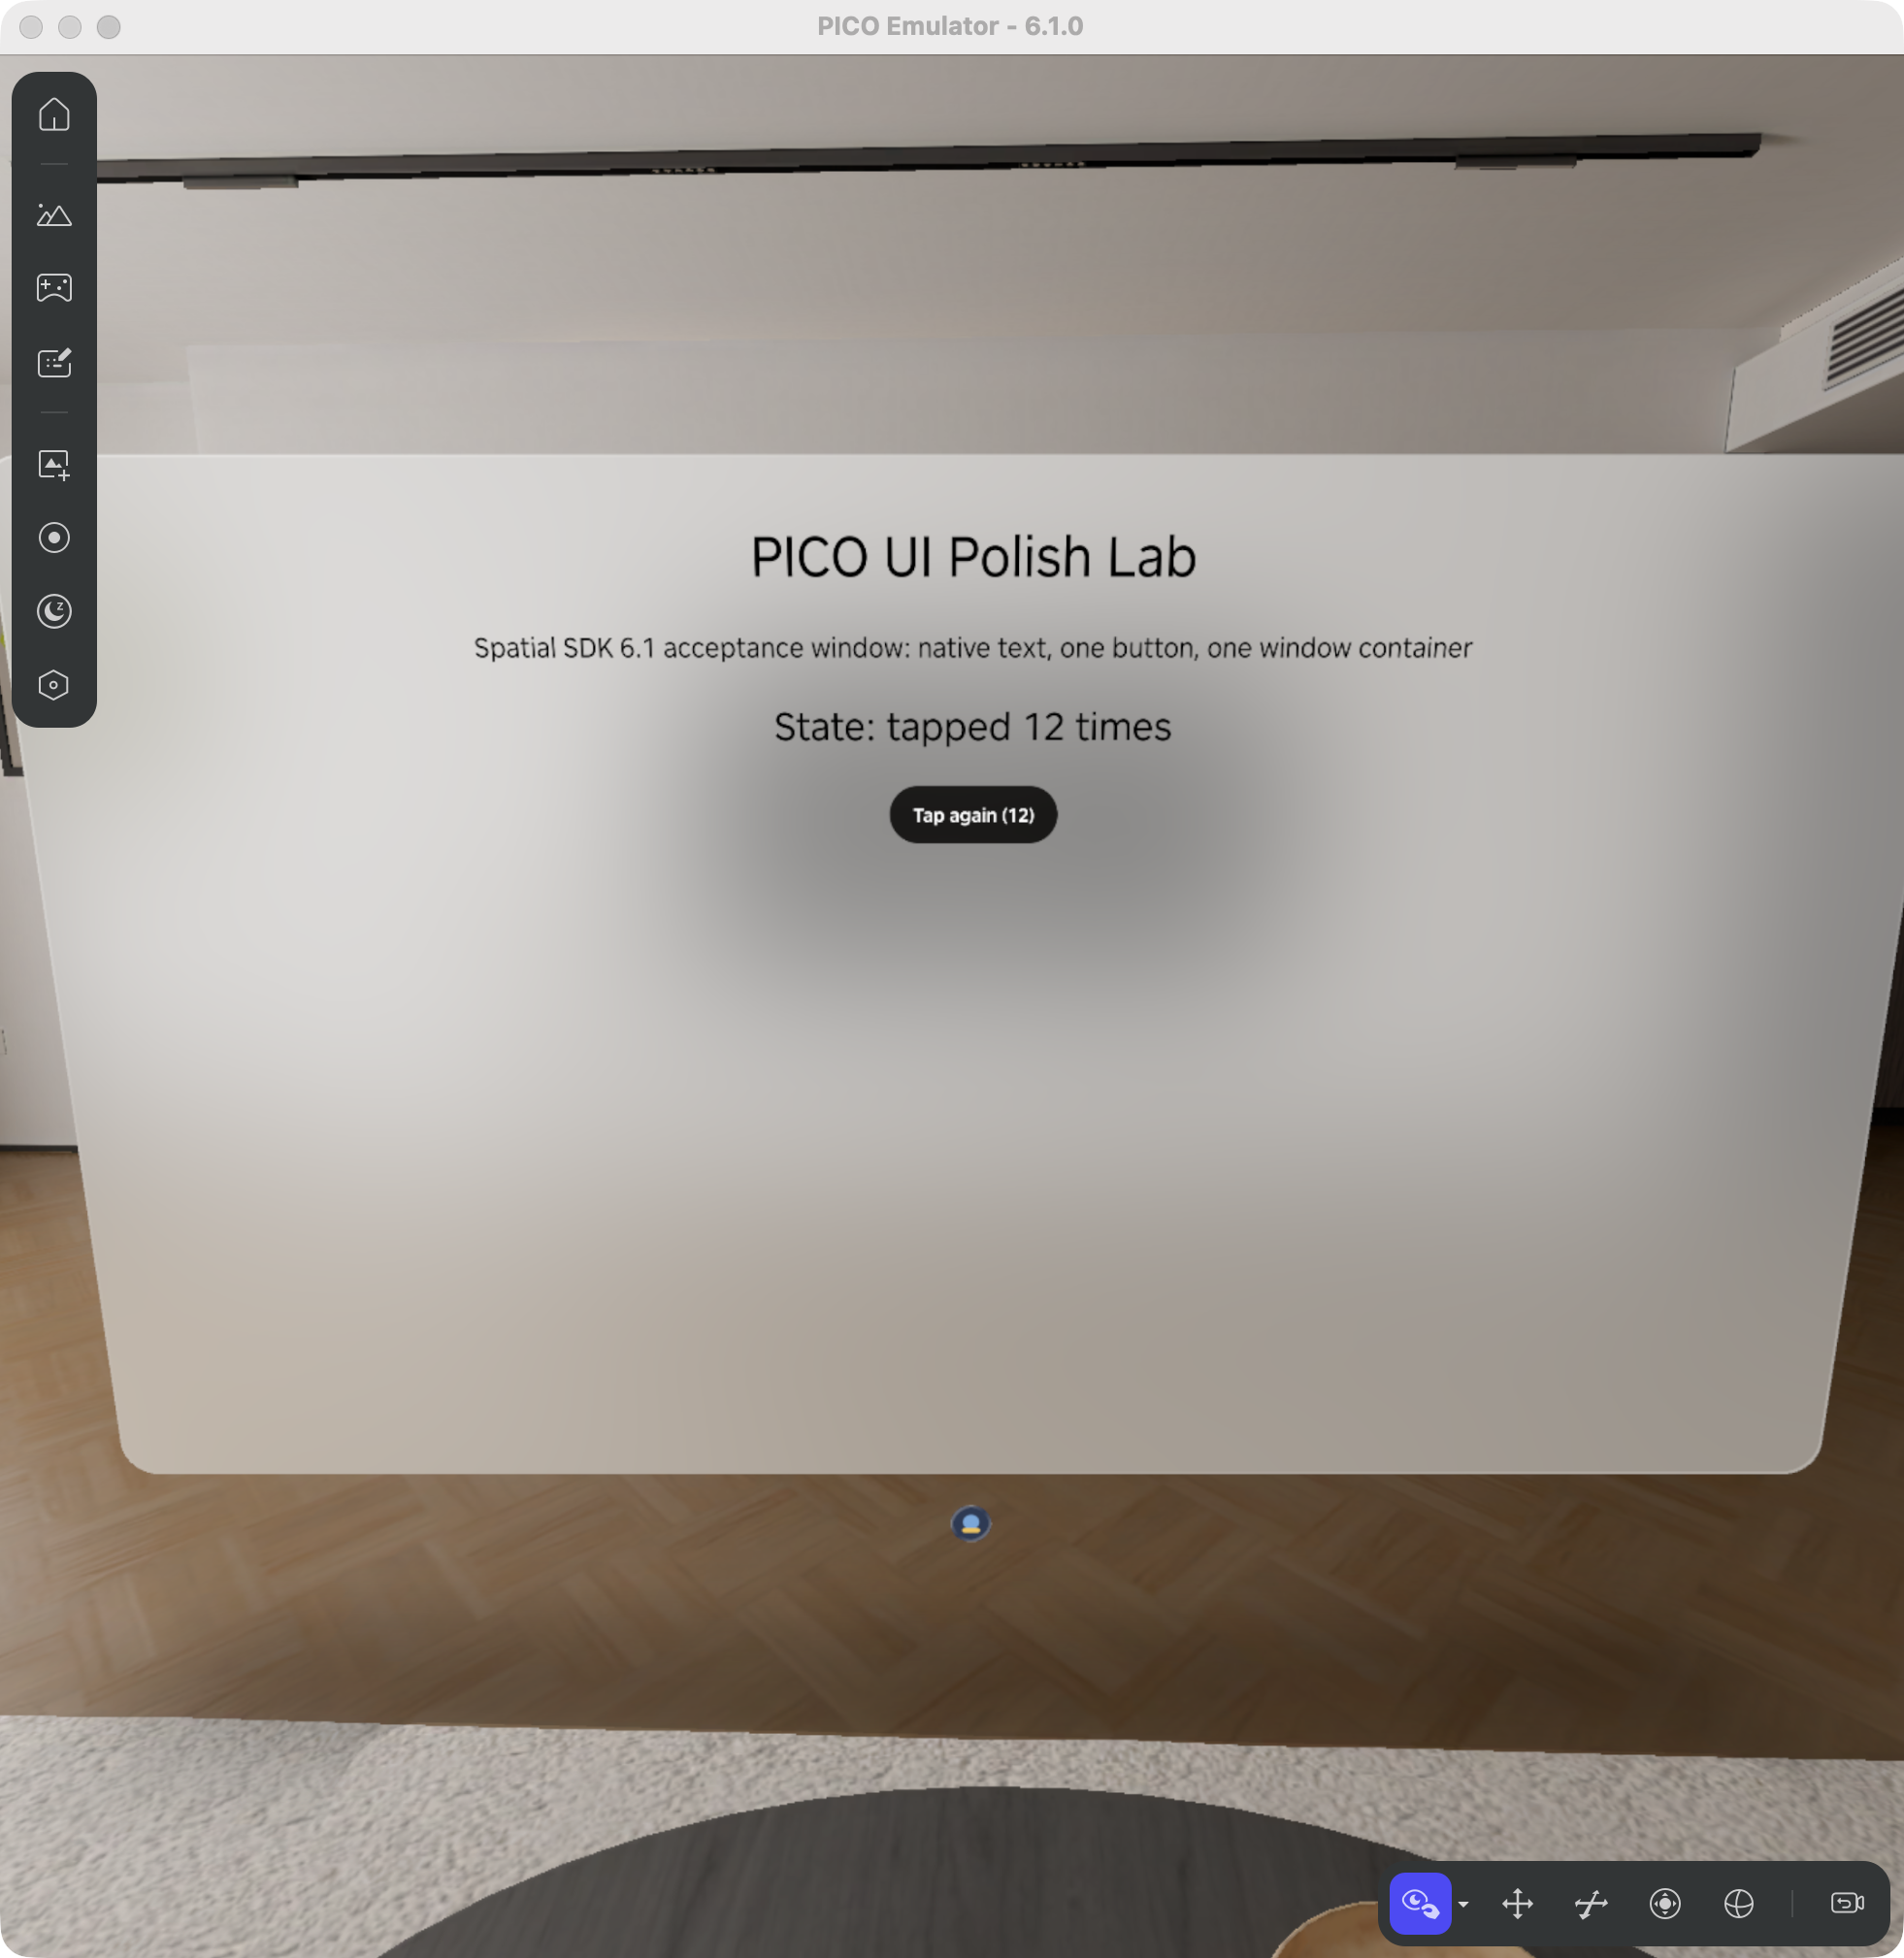 PICO Emulator - 6.1.0
PICO UI Polish Lab
Spatial SDK 6.1 acceptance window: native text, one button, one window container
State: tapped 12 times
Tap again (12)